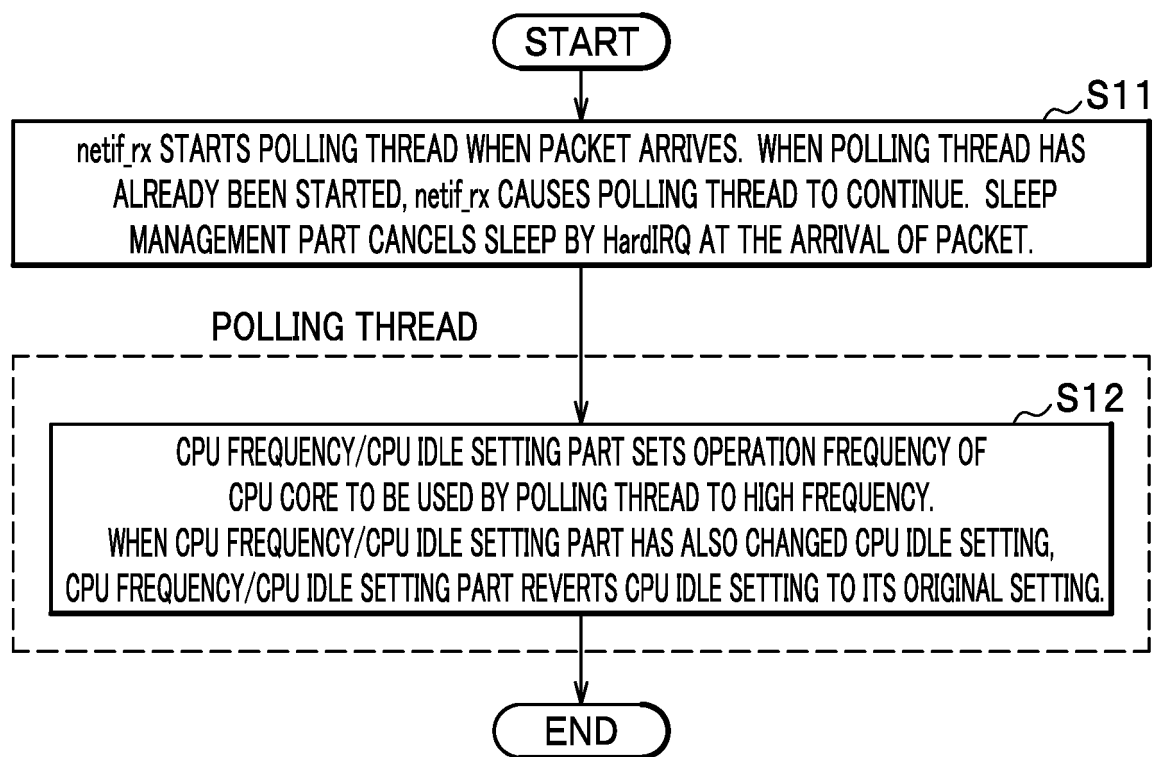 START
S11
netif_rx STARTS POLLING THREAD WHEN PACKET ARRIVES. WHEN POLLING THREAD HAS
ALREADY BEEN STARTED, netif_rx CAUSES POLLING THREAD TO CONTINUE. SLEEP
MANAGEMENT PART CANCELS SLEEP BY HardIRQ AT THE ARRIVAL OF PACKET.
POLLING THREAD
S12
CPU FREQUENCY/CPU IDLE SETTING PART SETS OPERATION FREQUENCY OF
CPU CORE TO BE USED BY POLLING THREAD TO HIGH FREQUENCY.
WHEN CPU FREQUENCY/CPU IDLE SETTING PART HAS ALSO CHANGED CPU IDLE SETTING,
CPU FREQUENCY/CPU IDLE SETTING PART REVERTS CPU IDLE SETTING TO ITS ORIGINAL SETTING.
END